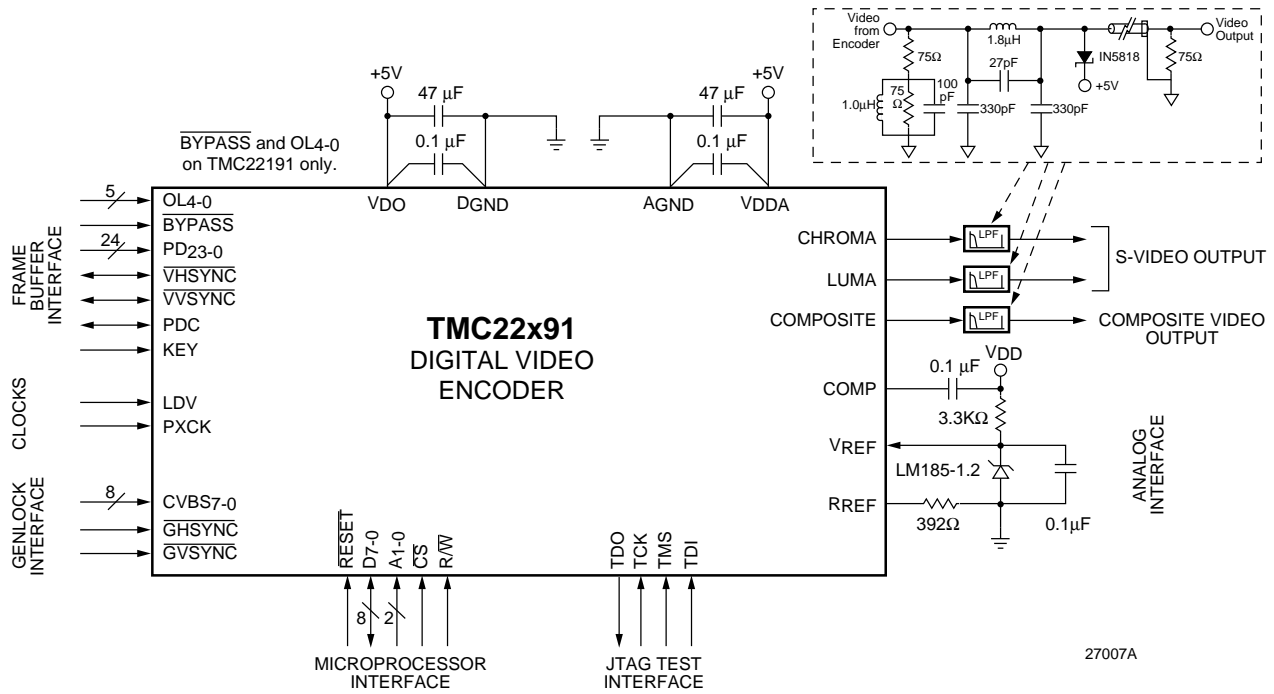 Video
from
Encoder
1.8μH
Video
Output
75Ω
27pF
IN5818
75Ω
+5V
1.0μH
75
Ω
100
pF
330pF
330pF
+5V
47 μF
0.1 μF
+5V
47 μF
0.1 μF
BYPASS and OL4-0
on TMC22191 only.
VDO
DGND
AGND
VDDA
FRAME
BUFFER
INTERFACE
5
OL4-0
BYPASS
24
PD23-0
VHSYNC
VVSYNC
PDC
KEY
CLOCKS
LDV
PXCK
GENLOCK
INTERFACE
8
CVBS7-0
GHSYNC
GVSYNC
TMC22x91
DIGITAL VIDEO
ENCODER
CHROMA
LPF
LUMA
LPF
S-VIDEO OUTPUT
COMPOSITE
LPF
COMPOSITE VIDEO
OUTPUT
VDD
0.1 μF
COMP
3.3KΩ
VREF
LM185-1.2
RREF
392Ω
0.1μF
ANALOG
INTERFACE
RESET
D7-0
A1-0
CS
R/W
8
2
MICROPROCESSOR
INTERFACE
TDO
TCK
TMS
TDI
JTAG TEST
INTERFACE
27007A